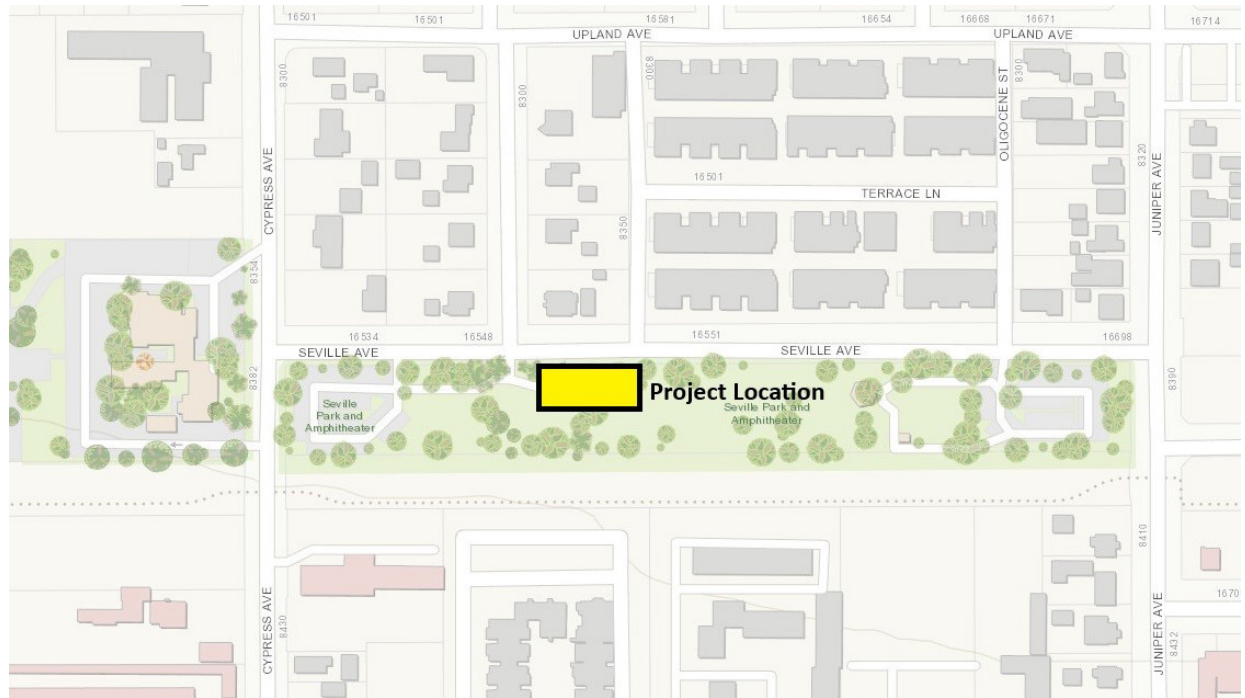 16501
16501
16581
16654
16668
16671
16714
UPLAND AVE
UPLAND AVE
8300
8300
8300
8300
OLIGOCENE ST
CYPRESS AVE
8320
JUNIPER AVE
16501
TERRACE LN
8350
8354
16534
16548
16551
16698
SEVILLE AVE
SEVILLE AVE
8382
8390
Project Location
Seville
Park and
Amphitheater
Seville Park and
Amphitheater
8410
CYPRESS AVE
8430
JUNIPER AVE
8432
1670